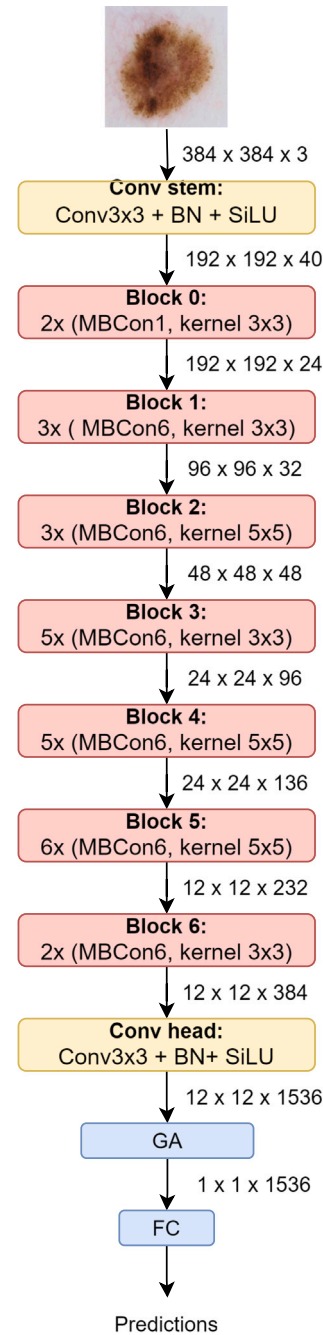 384 x 384 x 3
Conv stem:
Conv3x3 + BN + SiLU
192 x 192 x 40
Block 0:
2x (MBCon1, kernel 3x3)
192 x 192 x 24
Block 1:
3x ( MBCon6, kernel 3x3)
96 x 96 x 32
Block 2:
3x (MBCon6, kernel 5x5)
48 x 48 x 48
Block 3:
5x (MBCon6, kernel 3x3)
24 x 24 x 96
Block 4:
5x (MBCon6, kernel 5x5)
24 x 24 x 136
Block 5:
6x (MBCon6, kernel 5x5)
12 x 12 x 232
Block 6:
2x (MBCon6, kernel 3x3)
12 x 12 x 384
Conv head:
Conv3x3 + BN+ SiLU
12 x 12 x 1536
GA
1 x 1 x 1536
FC
Predictions